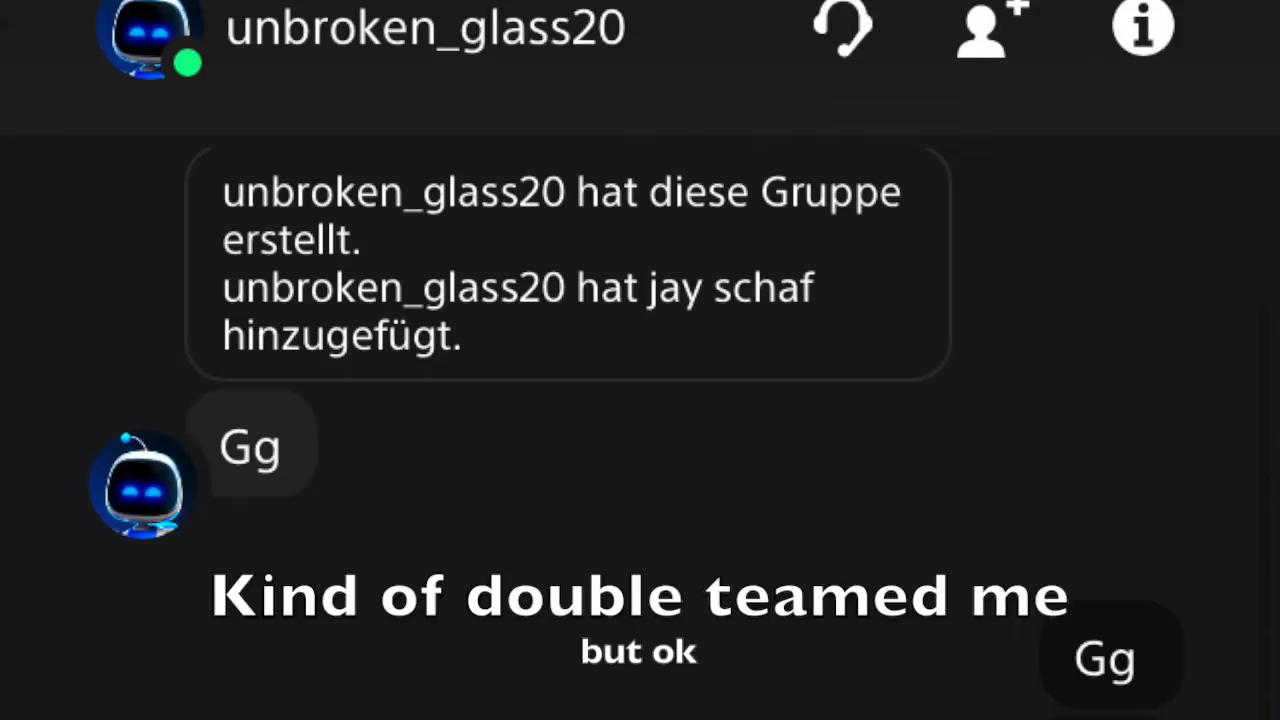 unbroken_glass20
unbroken_glass20 hat diese Gruppe
erstellt.
unbroken_glass20 hat jay schaf
hinzugefügt.
Gg
Kind of double teamed me
but ok
Gg